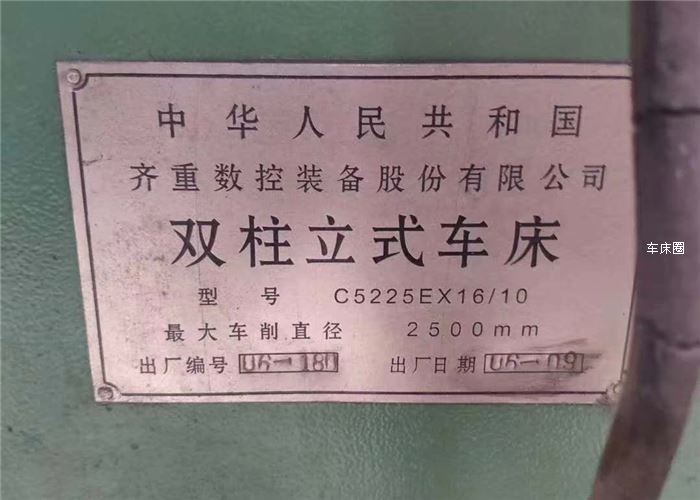 中华人民共和国
齐重数控装备股份有限公司
双柱立式车床
型号 C5225EX16/10
最大车削直径 2500mm
出厂编号 06-180 出厂日期 06-09
车床圈